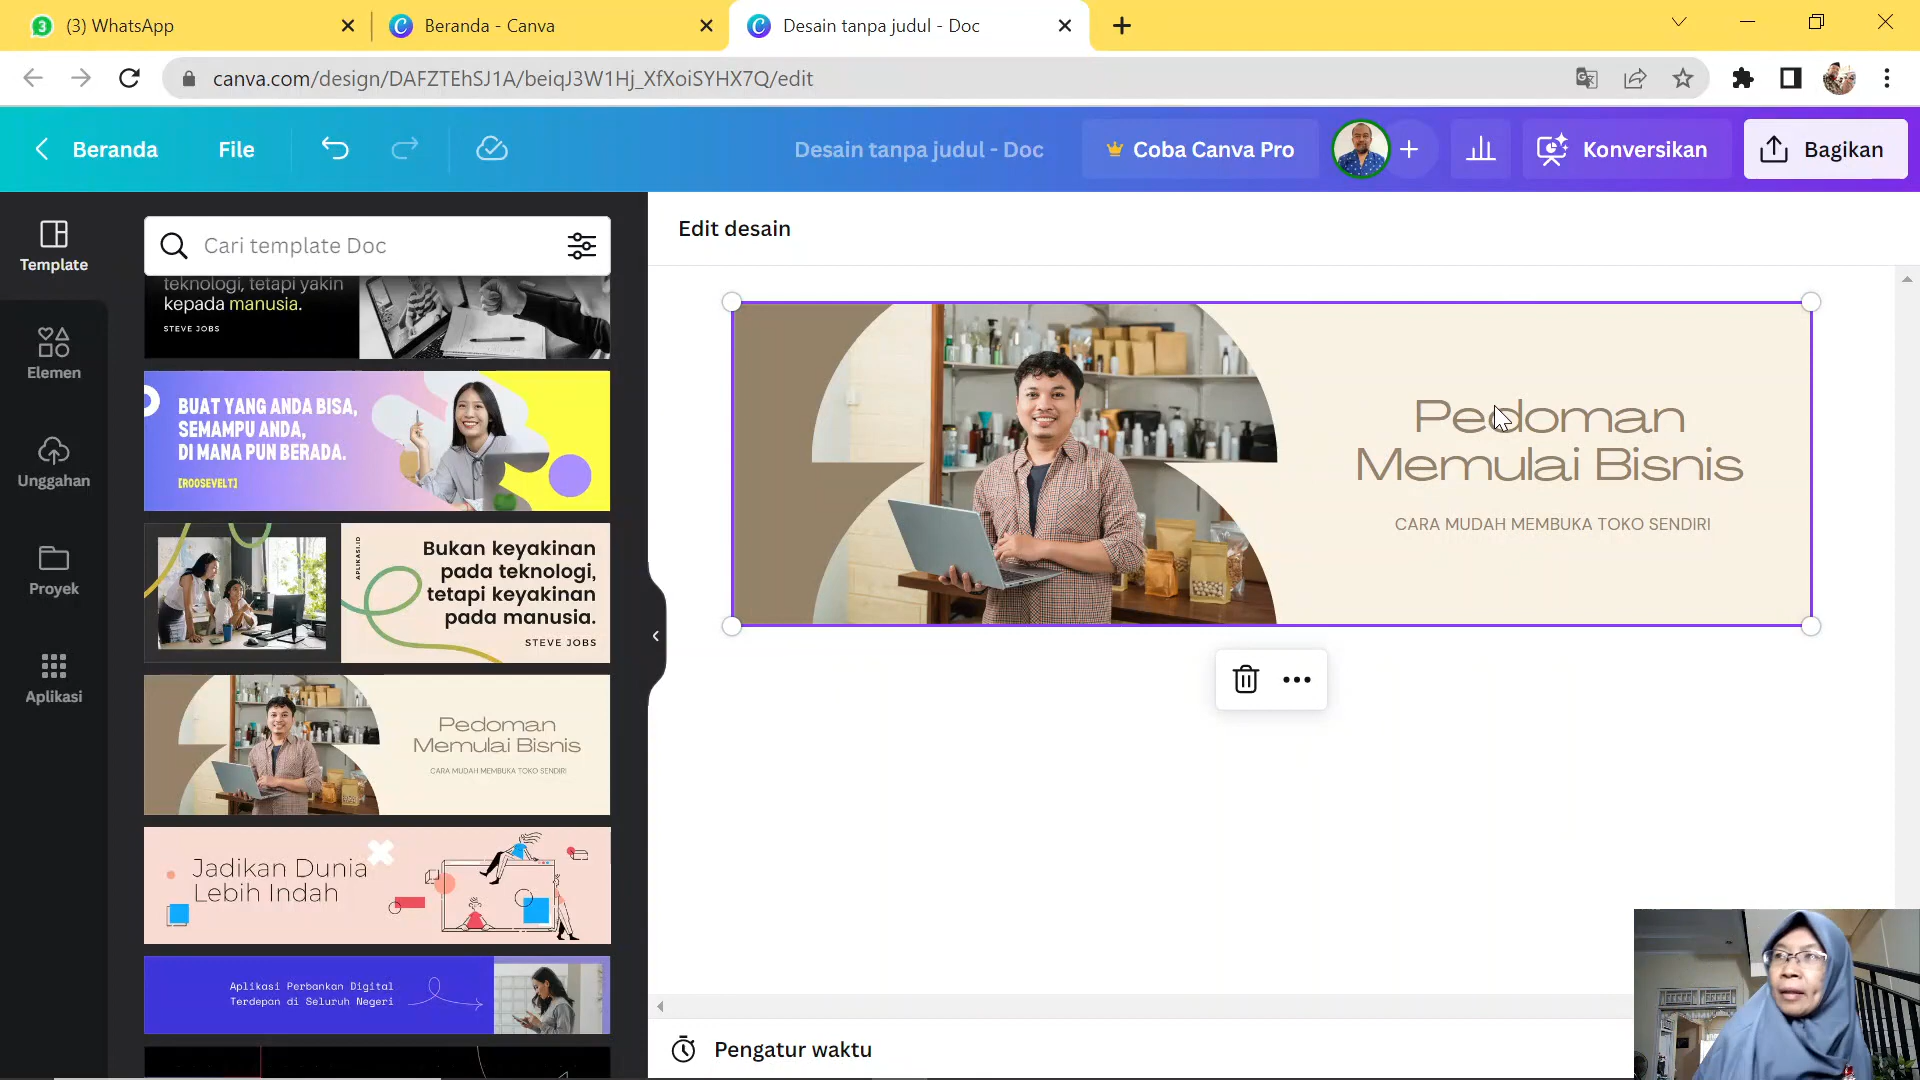 3
(3) WhatsApp
C
Beranda - Canva
C
Desain tanpa judul - Doc
canva.com/design/DAFZTEhSJ1A/beiqJ3W1Hj_XfXoiSYHX7Q/edit
Beranda
File
Desain tanpa judul - Doc
Coba Canva Pro
Konversikan
Bagikan
Template
Elemen
Unggahan
Proyek
Aplikasi
Cari template Doc
teknologi, tetapi yakin
kepada manusia.
STEVE JOBS
BUAT YANG ANDA BISA,
SEMAMPU ANDA,
DI MANA PUN BERADA.
[ROOSEVELT]
APLIKASI.ID
Bukan keyakinan
pada teknologi,
tetapi keyakinan
pada manusia.
STEVE JOBS
Pedoman
Memulai Bisnis
CARA MUDAH MEMBUKA TOKO SENDIRI
Jadikan Dunia
Lebih Indah
Aplikasi Perbankan Digital
Terdepan di Seluruh Negeri
Edit desain
Pedoman
Memulai Bisnis
CARA MUDAH MEMBUKA TOKO SENDIRI
Pengatur waktu